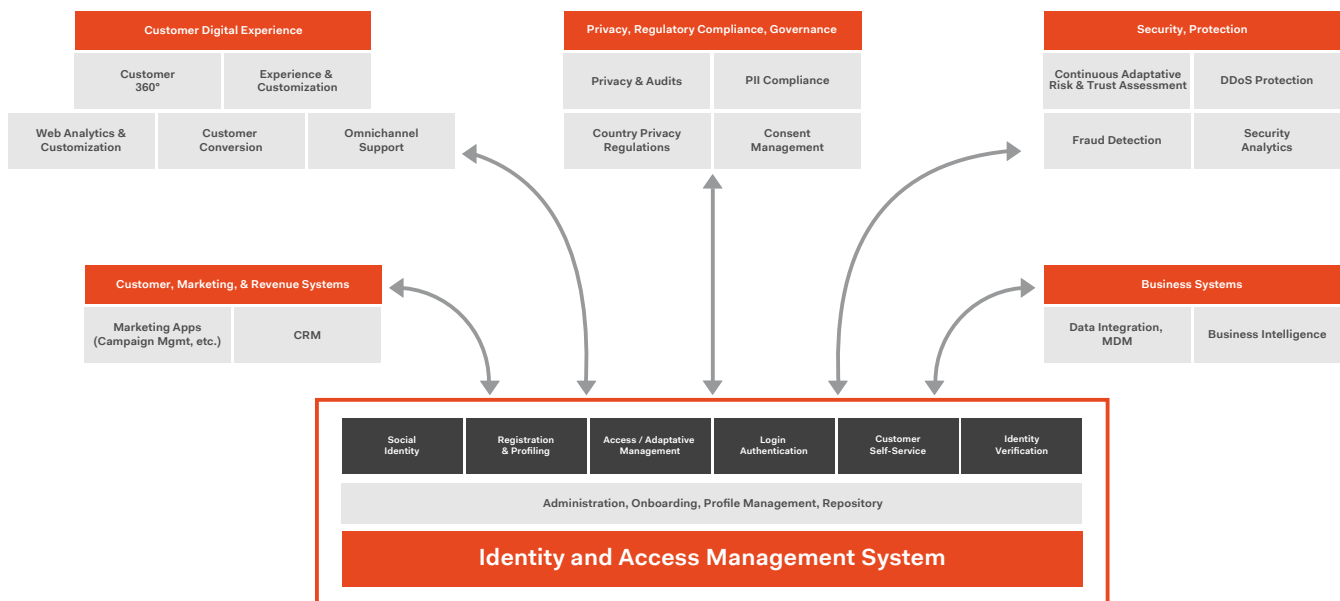 Customer Digital Experience
Customer
360°
Experience &
Customization
Web Analytics &
Customization
Customer
Conversion
Omnichannel
Support
Privacy, Regulatory Compliance, Governance
Privacy & Audits
PII Compliance
Country Privacy
Regulations
Consent
Management
Security, Protection
Continuous Adaptative
Risk & Trust Assessment
DDoS Protection
Fraud Detection
Security
Analytics
Customer, Marketing, & Revenue Systems
Marketing Apps
(Campaign Mgmt, etc.)
CRM
Business Systems
Data Integration,
MDM
Business Intelligence
Social
Identity
Registration
& Profiling
Access / Adaptative
Management
Login
Authentication
Customer
Self-Service
Identity
Verification
Administration, Onboarding, Profile Management, Repository
Identity and Access Management System